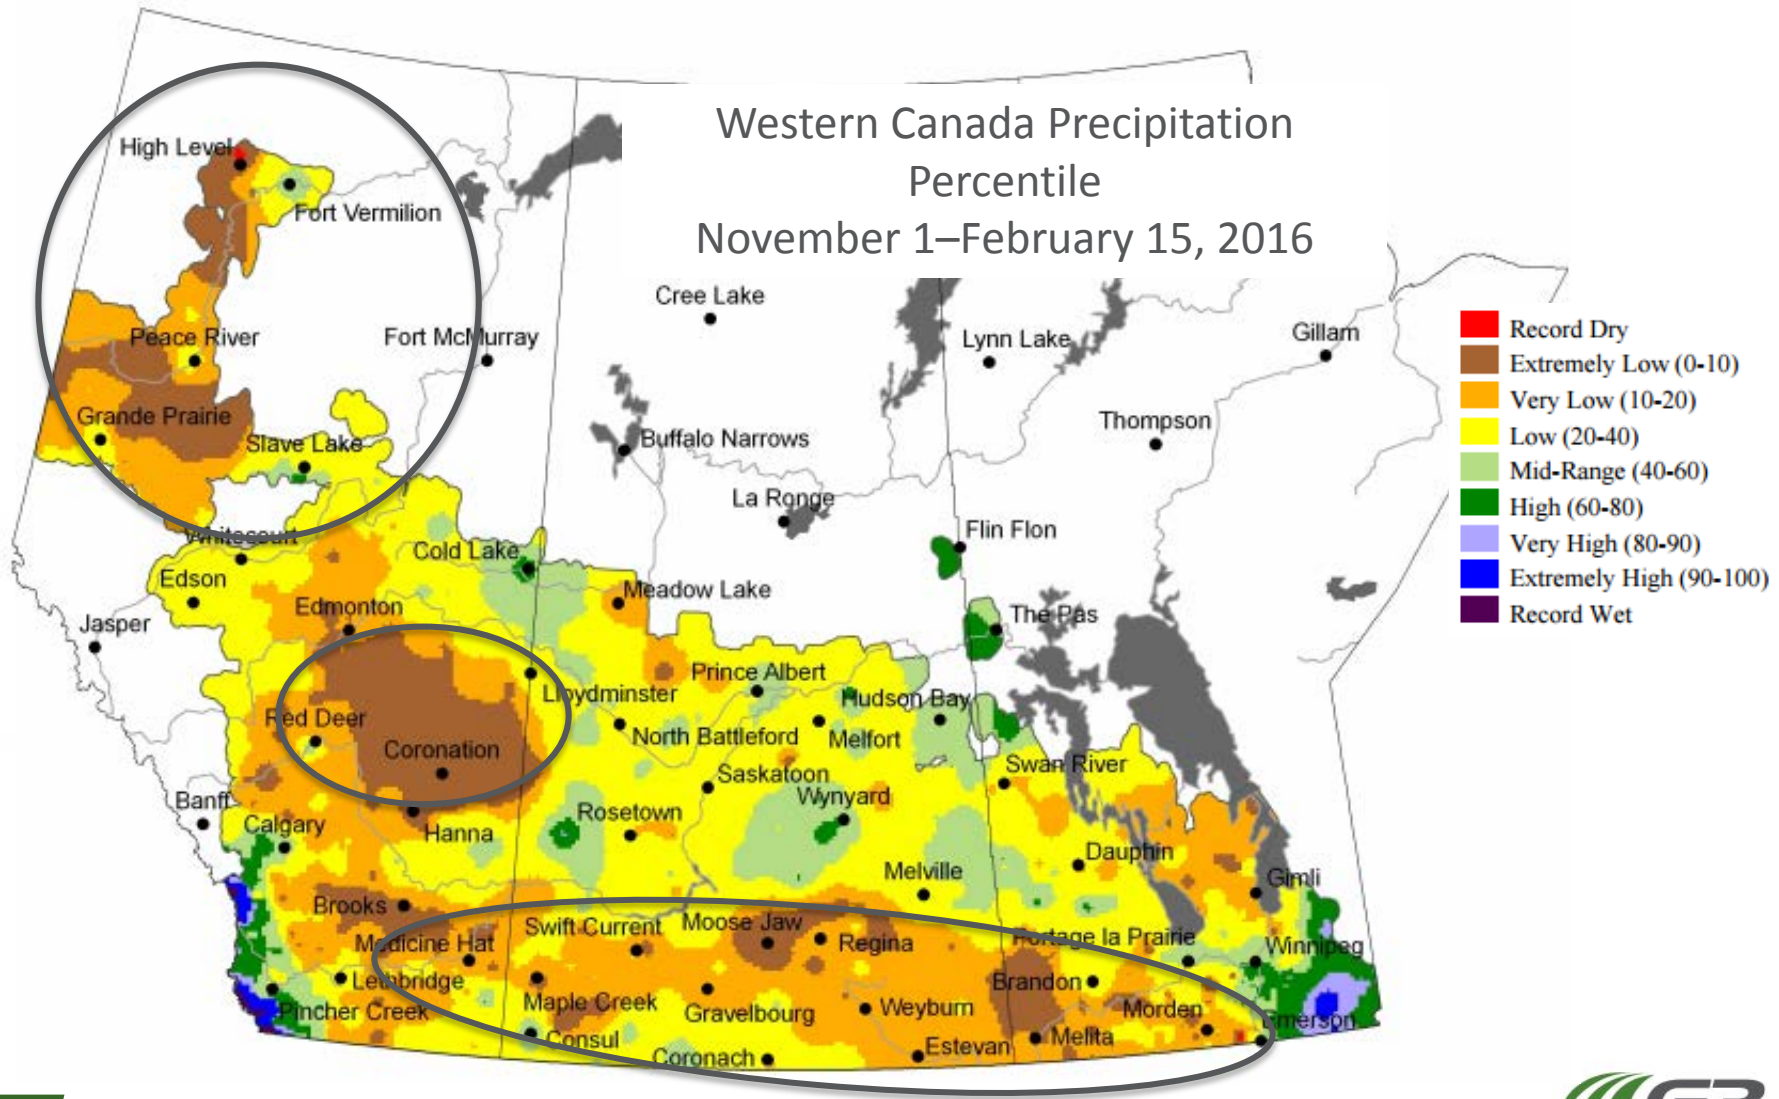 Western Canada Precipitation
Percentile
November 1–February 15, 2016
High Level
Fort Vermilion
Cree Lake
Peace River
Fort McMurray
Lynn Lake
Gillam
Grande Prairie
Slave Lake
Buffalo Narrows
Thompson
La Ronge
Whitecourt
Flin Flon
Cold Lake
Edson
Meadow Lake
Edmonton
The Pas
Jasper
Prince Albert
Lloydminster
Hudson Bay
Red Deer
North Battleford
Melfort
Coronation
Swan River
Saskatoon
Banff
Wynyard
Rosetown
Calgary
Hanna
Dauphin
Melville
Gimli
Brooks
Swift Current
Moose Jaw
Medicine Hat
Regina
Portage la Prairie
Winnipeg
Lethbridge
Brandon
Maple Creek
Pincher Creek
Gravelbourg
Weyburn
Morden
Emerson
Consul
Melita
Estevan
Coronach
Record Dry
Extremely Low (0-10)
Very Low (10-20)
Low (20-40)
Mid-Range (40-60)
High (60-80)
Very High (80-90)
Extremely High (90-100)
Record Wet